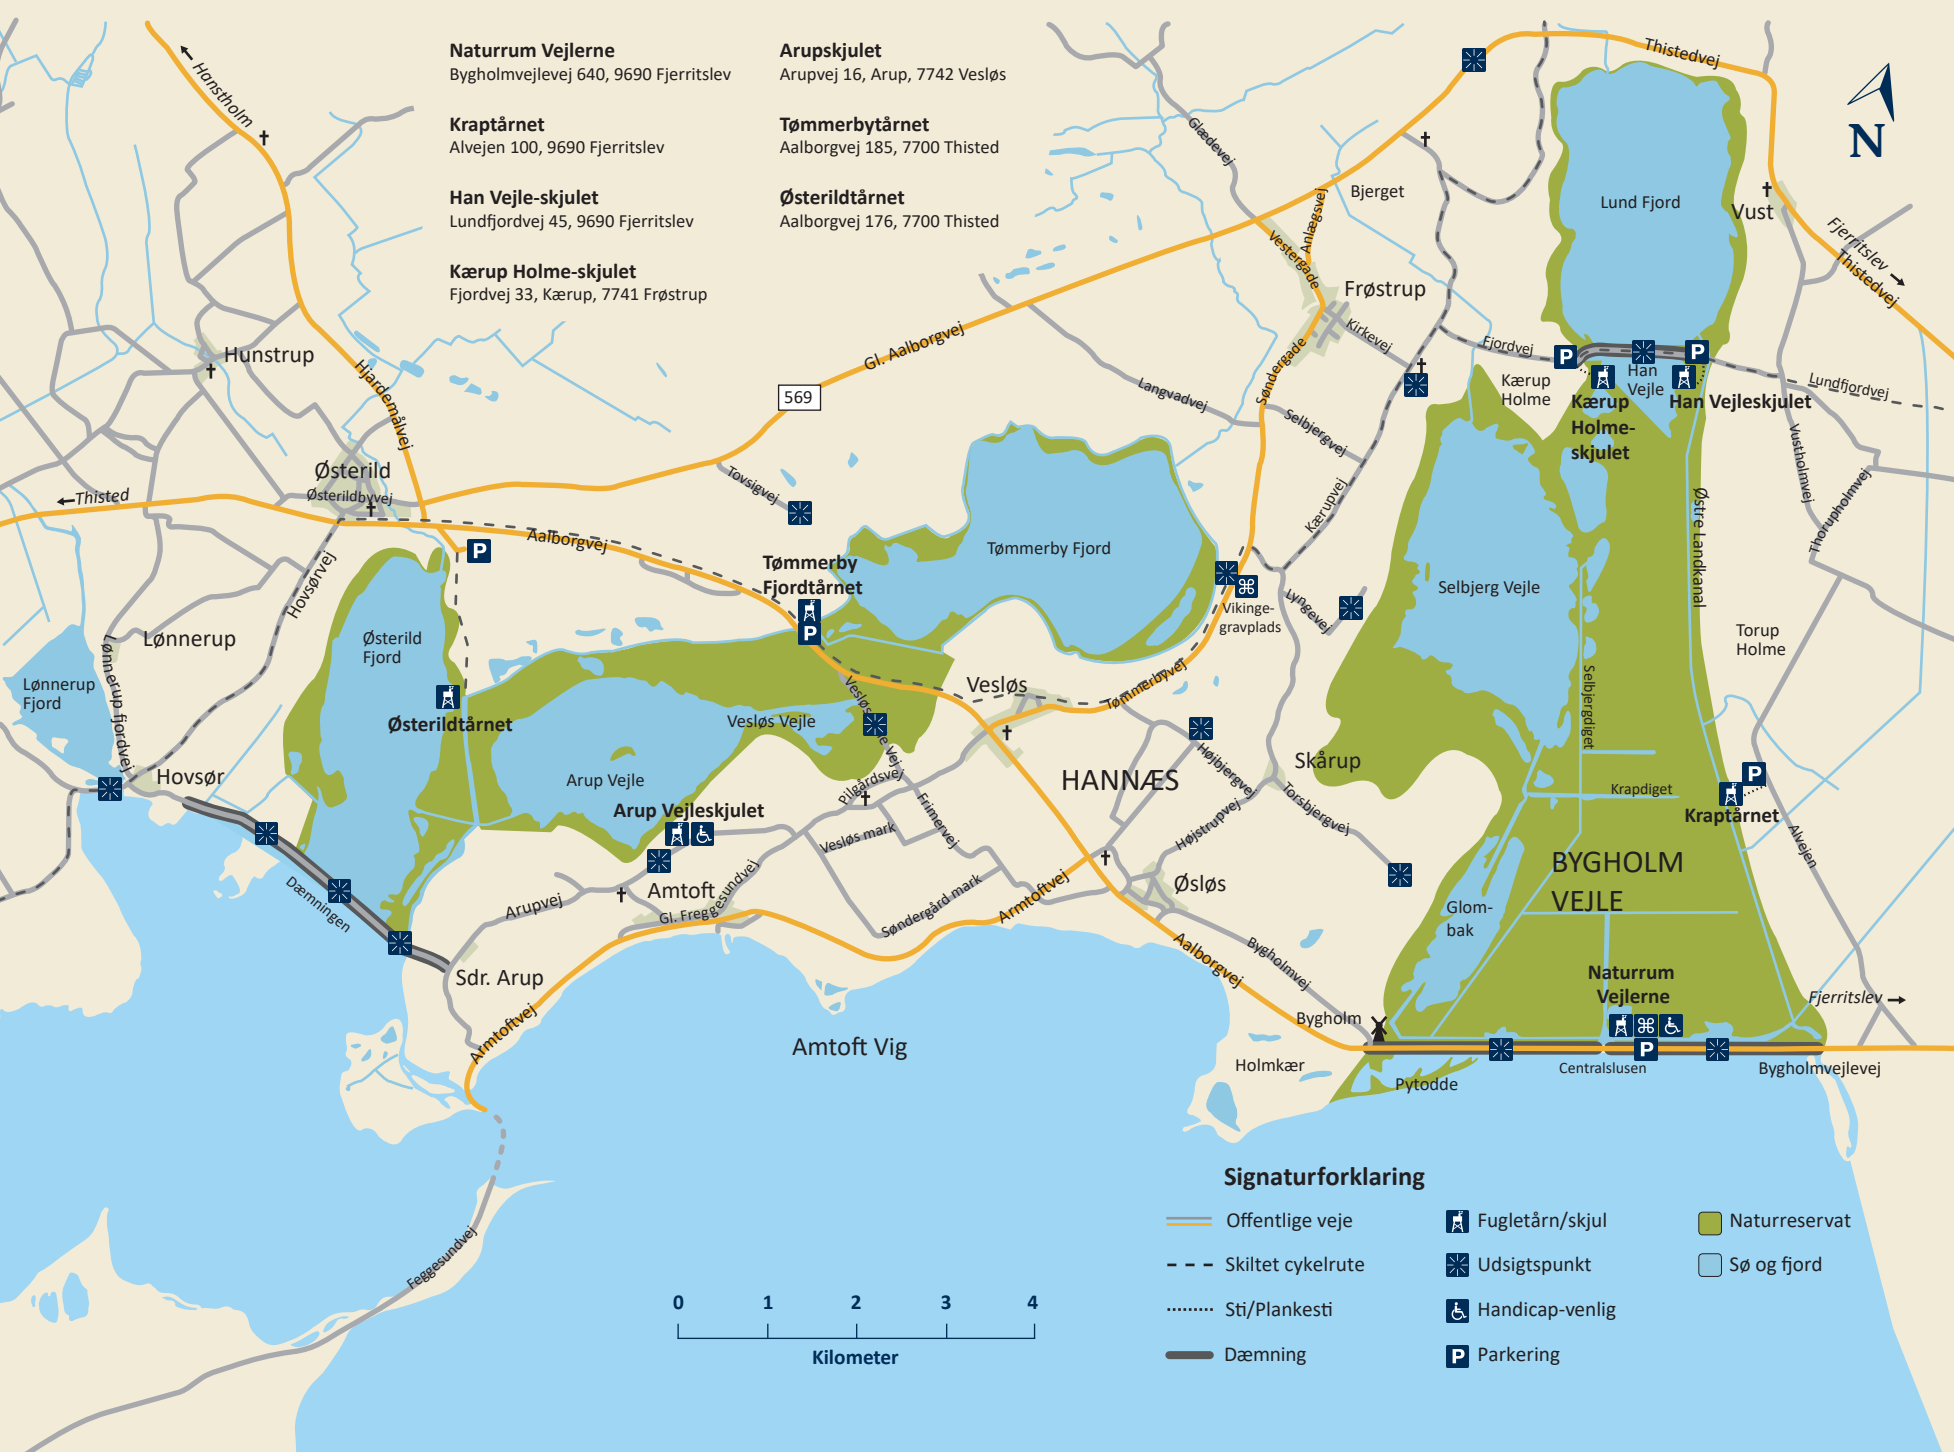 Naturrum Vejlerne
Bygholmvejlevej 640, 9690 Fjerritslev
Kraptårnet
Alvejen 100, 9690 Fjerritslev
Han Vejle-skjulet
Lundfjordvej 45, 9690 Fjerritslev
Kærup Holme-skjulet
Fjordvej 33, Kærup, 7741 Frøstrup
Arupskjulet
Arupvej 16, Arup, 7742 Vesløs
Tømmerbytårnet
Aalborgvej 185, 7700 Thisted
Østerildtårnet
Aalborgvej 176, 7700 Thisted
Hanstholm
Thistedvej
N
Glædevej
Bjerget
Anlægsvej
Vestergade
Lund Fjord
Vust
Fjerritslev
Thistedvej
Frøstrup
Kirkevej
Søndergade
Fjordvej
P
P
Han
Vejle
Kærup
Holme
Kærup
Holme-
skjulet
Han Vejleskjulet
Lundfjordvej
Hunstrup
Hjardemålvej
Gl. Aalborgvej
569
Langvadvej
Selbjergvej
Vustholmvej
Thorupholmvej
Østerild
Østerildbyvej
Thisted
Tovsigvej
Kærupvej
Østre Landkanal
Aalborgvej
P
Tømmerby
Fjordtårnet
P
Tømmerby Fjord
Selbjerg Vejle
Hovsørvej
Vikinge-
gravplads
Lyngevej
Lønnerup
Østerild
Fjord
Torup
Holme
Lønnerup
Fjord
Lønnerup fjordvej
Østerildtårnet
Vesløs
Tømmerbyvej
Selbjergdiget
Vesløs Vejle
Hovsør
Arup Vejle
Arup Vejleskjulet
Pilgårdsvej
HANNÆS
Højbjergvej
Skårup
Torsbjergvej
Krapdiget
P
Kraptårnet
Frimervej
Vesløs mark
Højstrupvej
Alvejen
BYGHOLM
VEJLE
Dæmningen
Arupvej
Amtoft
Gl. Freggesundvej
Søndergård mark
Armtoftvej
Øsløs
Glom-
bak
Sdr. Arup
Aalborgvej
Bygholmvej
Naturrum
Vejlerne
Fjerritslev
Armtoftvej
Amtoft Vig
Bygholm
P
Holmkær
Pytodde
Centralslusen
Bygholmvejlevej
Feggesundvej
0 1 2 3 4
Kilometer
Signaturforklaring
Offentlige veje
Skiltet cykelrute
Sti/Plankesti
Dæmning
Fugletårn/skjul
Udsigtspunkt
Handicap-venlig
P Parkering
Naturreservat
Sø og fjord